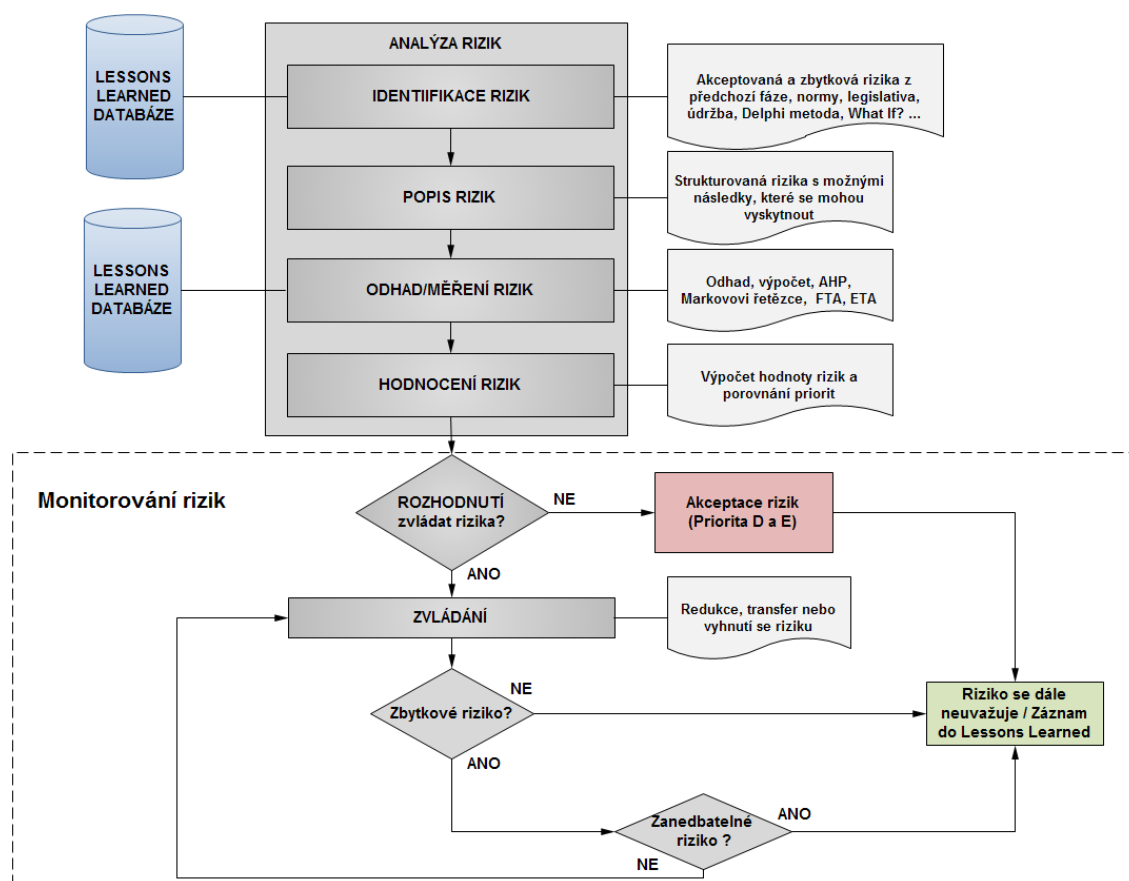 ANALÝZA RIZIK
LESSONS
LEARNED
DATABÁZE
IDENTIIFIKACE RIZIK
Akceptovaná a zbytková rizika z
předchozí fáze, normy, legislativa,
údržba, Delphi metoda, What If? ...
POPIS RIZIK
Strukturovaná rizika s možnými
následky, které se mohou
vyskytnout
LESSONS
LEARNED
DATABÁZE
ODHAD/MĚŘENÍ RIZIK
Odhad, výpočet, AHP,
Markovovi řetězce, FTA, ETA
HODNOCENÍ RIZIK
Výpočet hodnoty rizik a
porovnání priorit
Monitorování rizik
ROZHODNUTÍ
zvládat rizika?
NE
Akceptace rizik
(Priorita D a E)
ANO
ZVLÁDÁNÍ
Redukce, transfer nebo
vyhnutí se riziku
Zbytkové riziko?
NE
Riziko se dále
neuvažuje / Záznam
do Lessons Learned
ANO
Zanedbatelné
riziko ?
ANO
NE